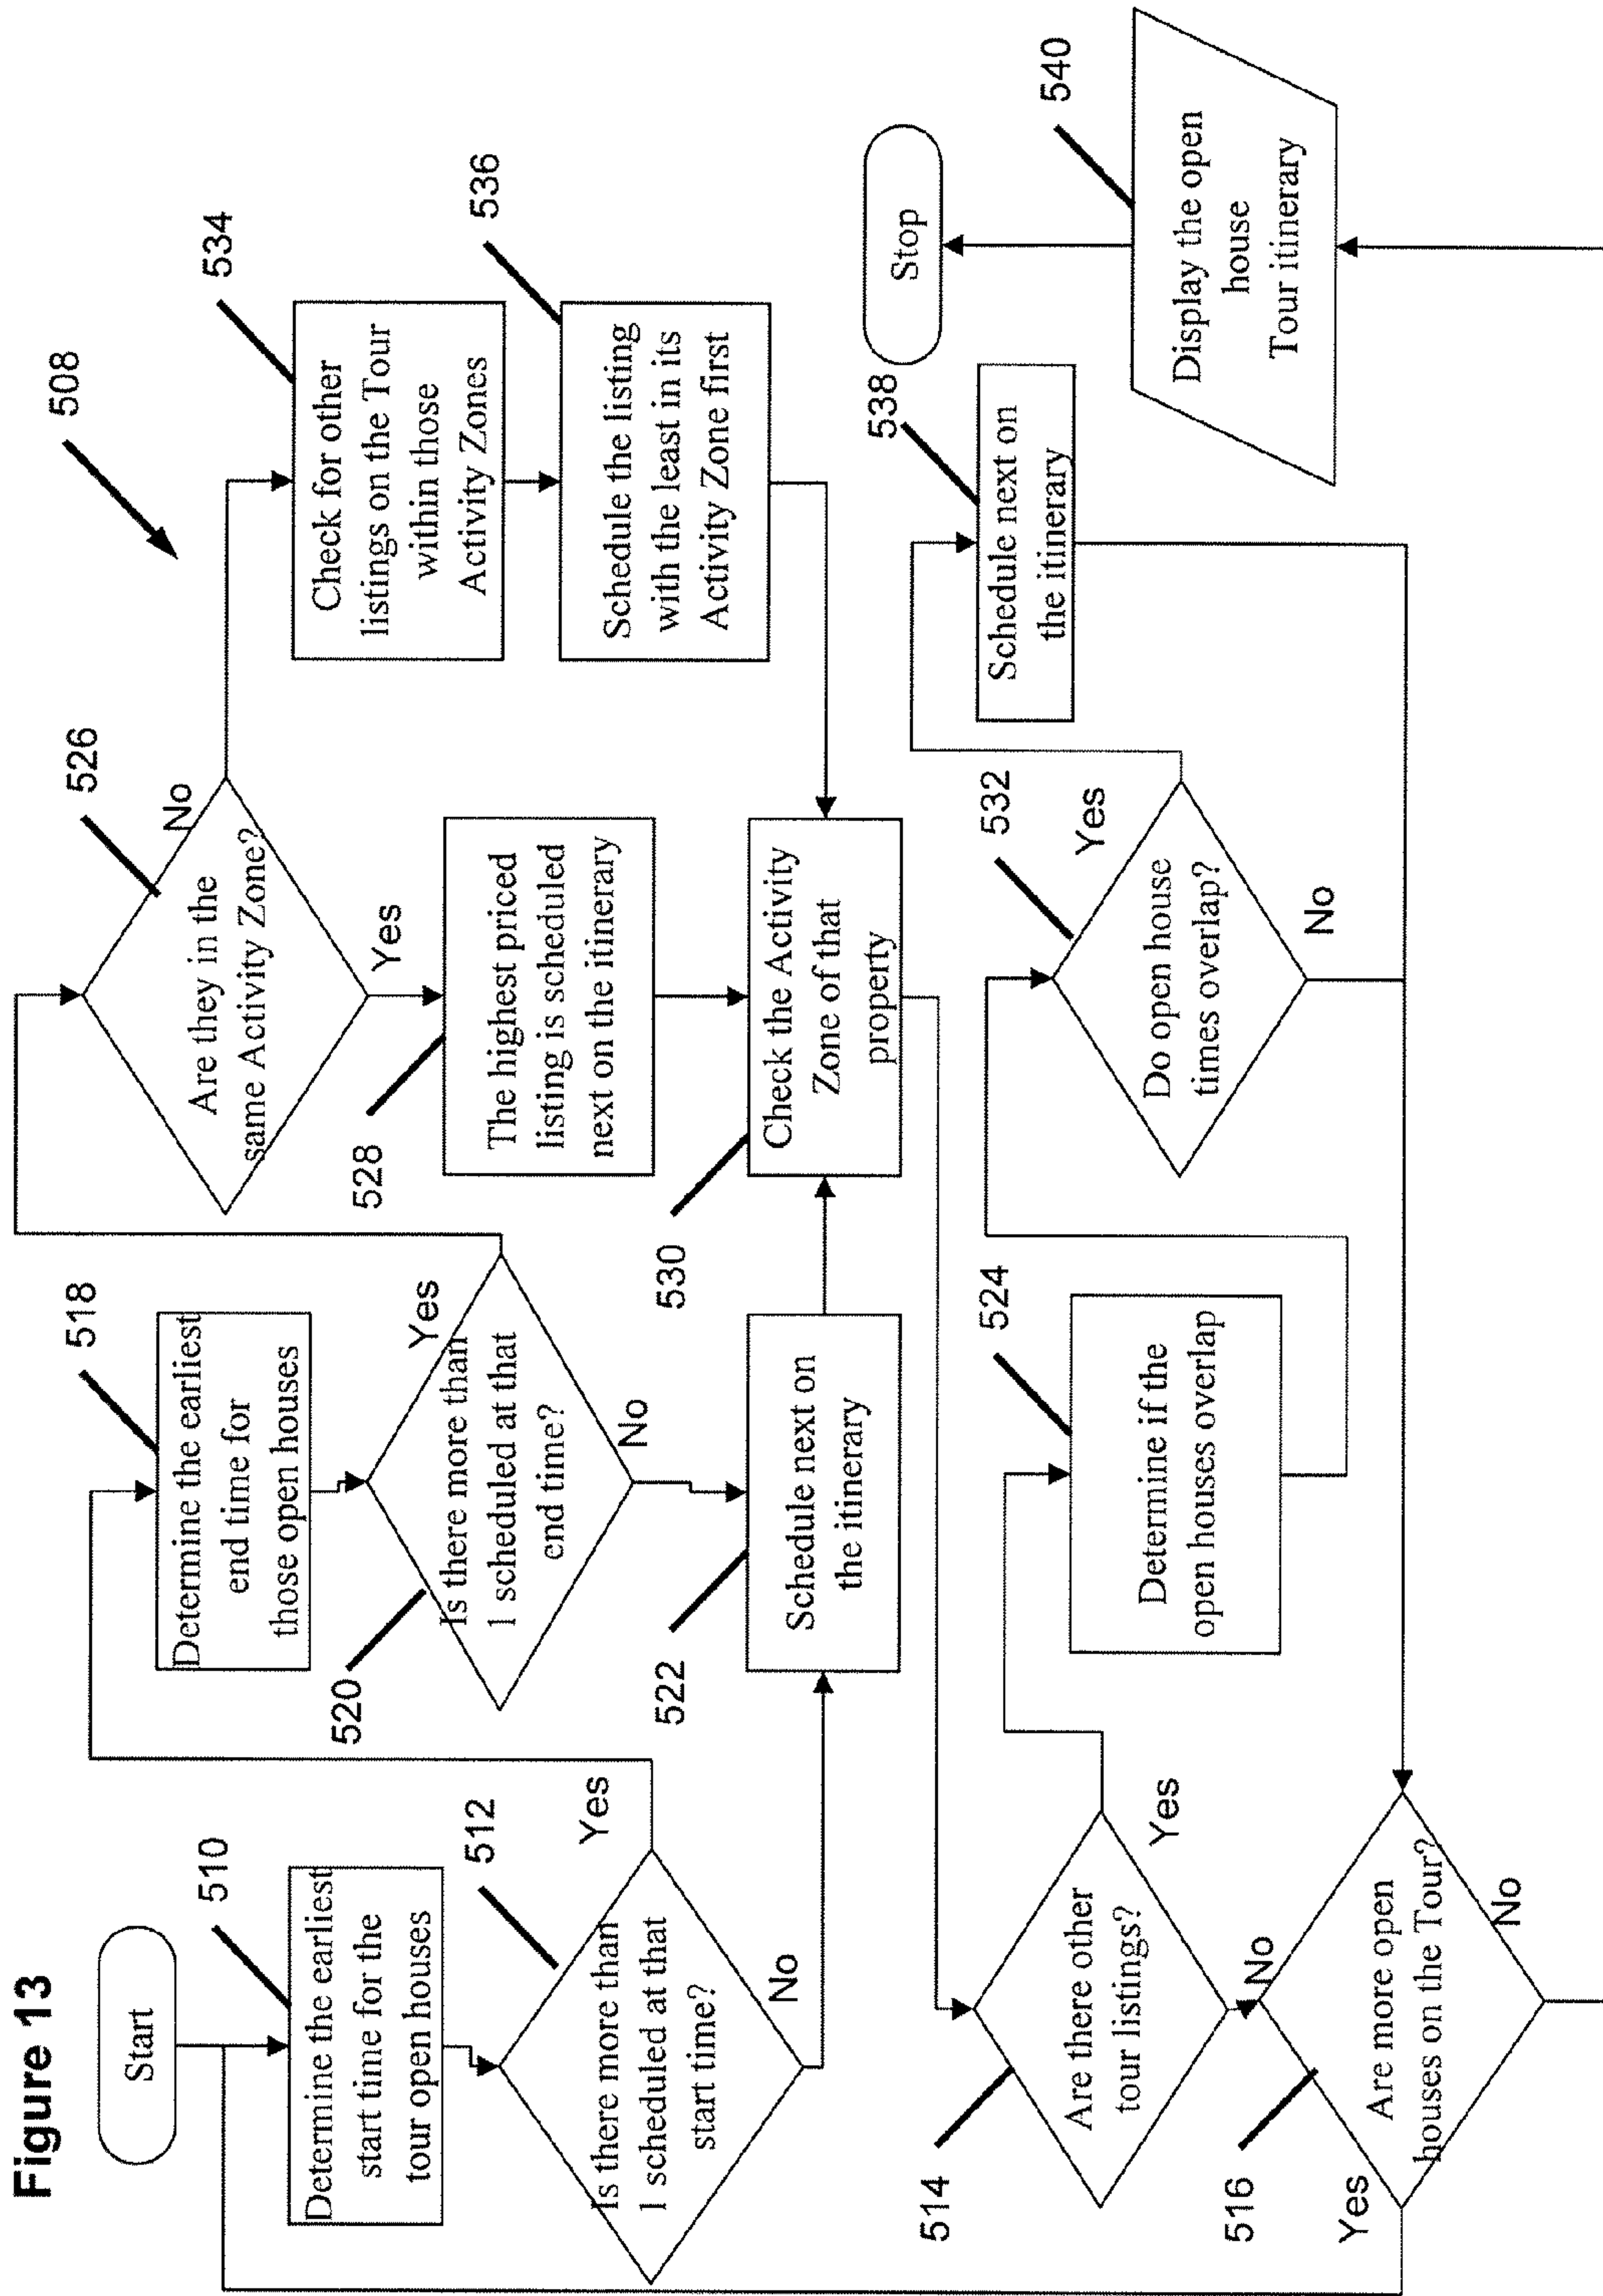 Figure 13
Start
510
Determine the earliest
start time for the
tour open houses
512
Is there more than
1 scheduled at that
start time?
Yes
No
518
Determine the earliest
end time for
those open houses
520
Is there more than
1 scheduled at that
end time?
Yes
No
522
Schedule next on
the itinerary
526
Are they in the
same Activity Zone?
No
Yes
528
The highest priced
listing is scheduled
next on the itinerary
530
Check the Activity
Zone of that
property
508
534
Check for other
listings on the Tour
within those
Activity Zones
536
Schedule the listing
with the least in its
Activity Zone first
514
Are there other
tour listings?
Yes
No
516
Are more open
houses on the Tour?
Yes
No
524
Determine if the
open houses overlap
532
Do open house
times overlap?
Yes
No
538
Schedule next on
the itinerary
Stop
540
Display the open
house
Tour itinerary